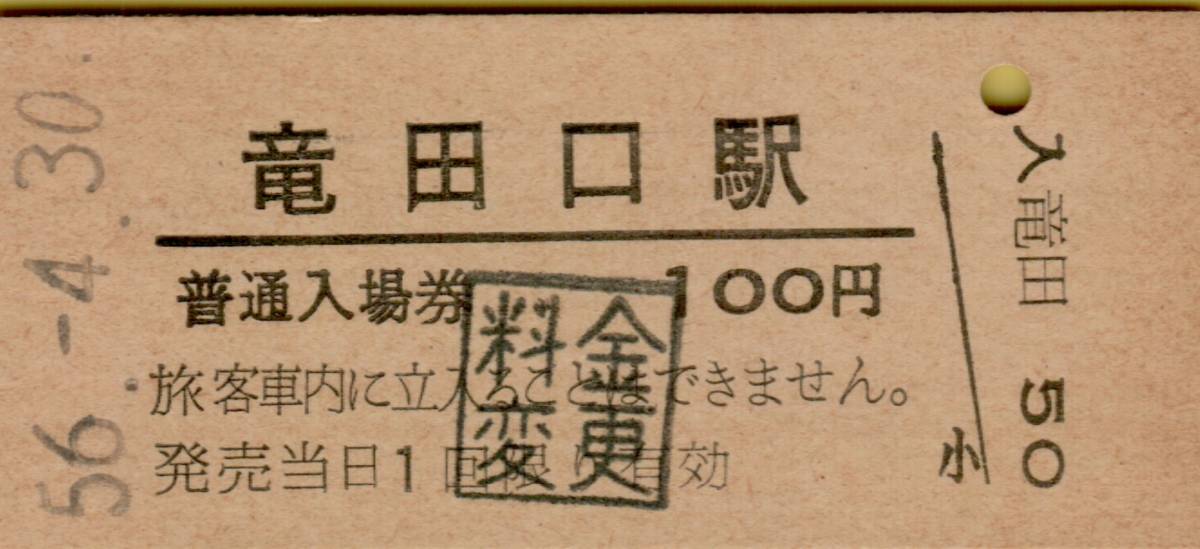 56.-4.30.
竜田口駅
普通入場券 100円
旅客車内に立入ることはできません。
発売当日1回限り有効
料金
変更
入竜田 50
小